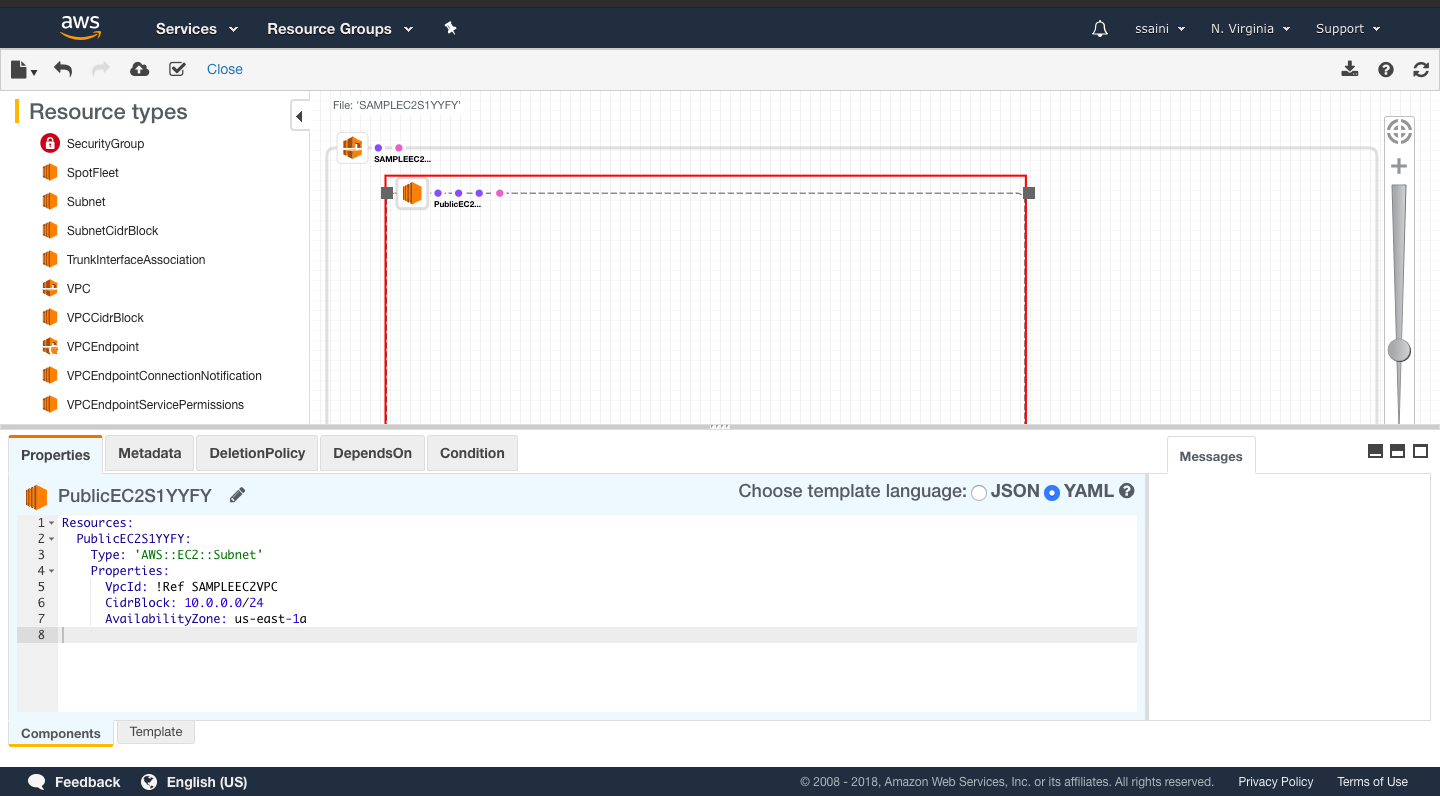 aws Services Resource Groups ssaini N. Virginia Support
Close
Resource types
SecurityGroup
SpotFleet
Subnet
SubnetCidrBlock
TrunkInterfaceAssociation
VPC
VPCCidrBlock
VPCEndpoint
VPCEndpointConnectionNotification
VPCEndpointServicePermissions
File: 'SAMPLEC2S1YYFY'
SAMPLEEC2...
PublicEC2...
Properties Metadata DeletionPolicy DependsOn Condition
Messages
PublicEC2S1YYFY
Choose template language: JSON YAML
1 Resources:
2 PublicEC2S1YYFY:
3 Type: 'AWS::EC2::Subnet'
4 Properties:
5 VpcId: !Ref SAMPLEEC2VPC
6 CidrBlock: 10.0.0.0/24
7 AvailabilityZone: us-east-1a
8
Components Template
Feedback English (US) © 2008 - 2018, Amazon Web Services, Inc. or its affiliates. All rights reserved. Privacy Policy Terms of Use